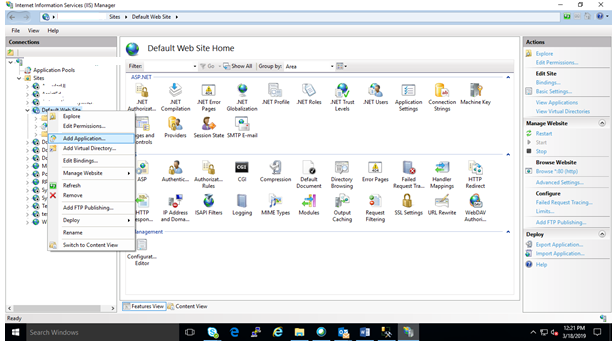 Internet Information Services (IIS) Manager
Sites
Default Web Site
File View Help
Connections
Application Pools
Sites
Default Web Site
Explore
Edit Permissions...
Add Application...
Add Virtual Directory...
Edit Bindings...
Manage Website
Refresh
Remove
Add FTP Publishing...
Deploy
Rename
Switch to Content View
Default Web Site Home
Filter: Go Show All Group by: Area
ASP.NET
.NET Authorizat... .NET Compilation .NET Error Pages .NET Globalization .NET Profile .NET Roles .NET Trust Levels .NET Users Application Settings Connection Strings Machine Key
Providers Session State SMTP E-mail
ASP Authentic... Authorizat... Rules CGI Compression Default Document Directory Browsing Error Pages Failed Request Tra... Handler Mappings HTTP Redirect
HTTP Respon... IP Address and Doma... ISAPI Filters Logging MIME Types Modules Output Caching Request Filtering SSL Settings URL Rewrite WebDAV Author...
Configurat... Editor
Features View Content View
Actions
Explore
Edit Permissions...
Edit Site
Bindings...
Basic Settings...
View Applications
View Virtual Directories
Manage Website
Restart
Start
Stop
Browse Website
Browse *:80 (http)
Advanced Settings...
Configure
Failed Request Tracing...
Limits...
Add FTP Publishing...
Deploy
Export Application...
Import Application...
Help
Ready
Search Windows
12:21 PM
3/18/2019